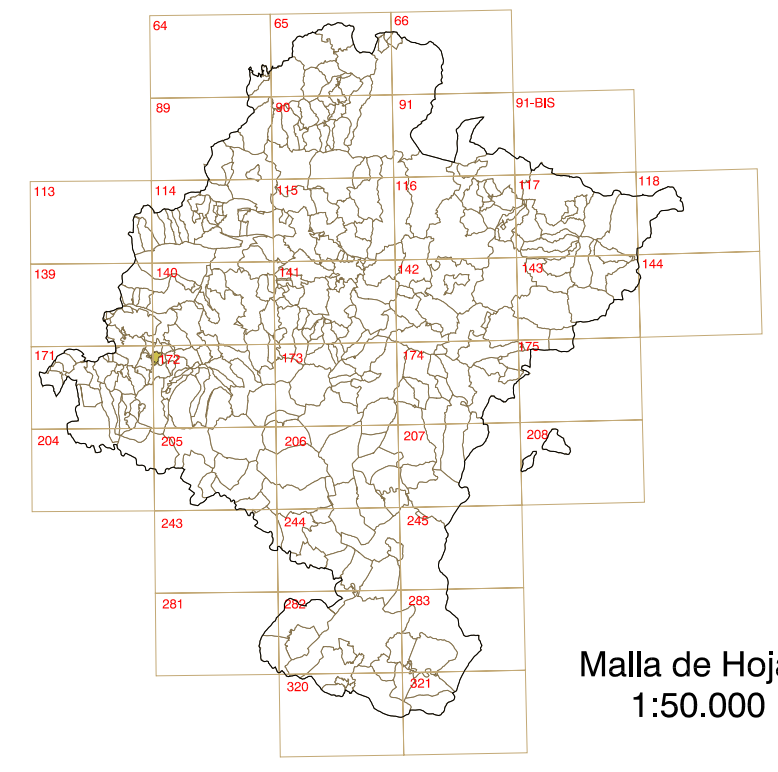 64 65 66
89 90 91 91-BIS
113 114 115 116 117 118
139 140 141 142 143 144
171 172 173 174 175
204 205 206 207 208
243 244 245
281 282 283
320 321
Malla de Hoja
1:50.000